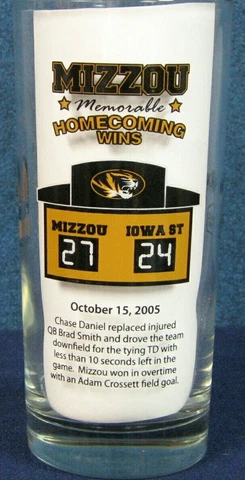 MIZZOU
Memorable
HOMECOMING
WINS
MIZZOU IOWA ST
27 24
October 15, 2005
Chase Daniel replaced injured
QB Brad Smith and drove the team
downfield for the tying TD with
less than 10 seconds left in the
game. Mizzou won in overtime
with an Adam Crossett field goal.